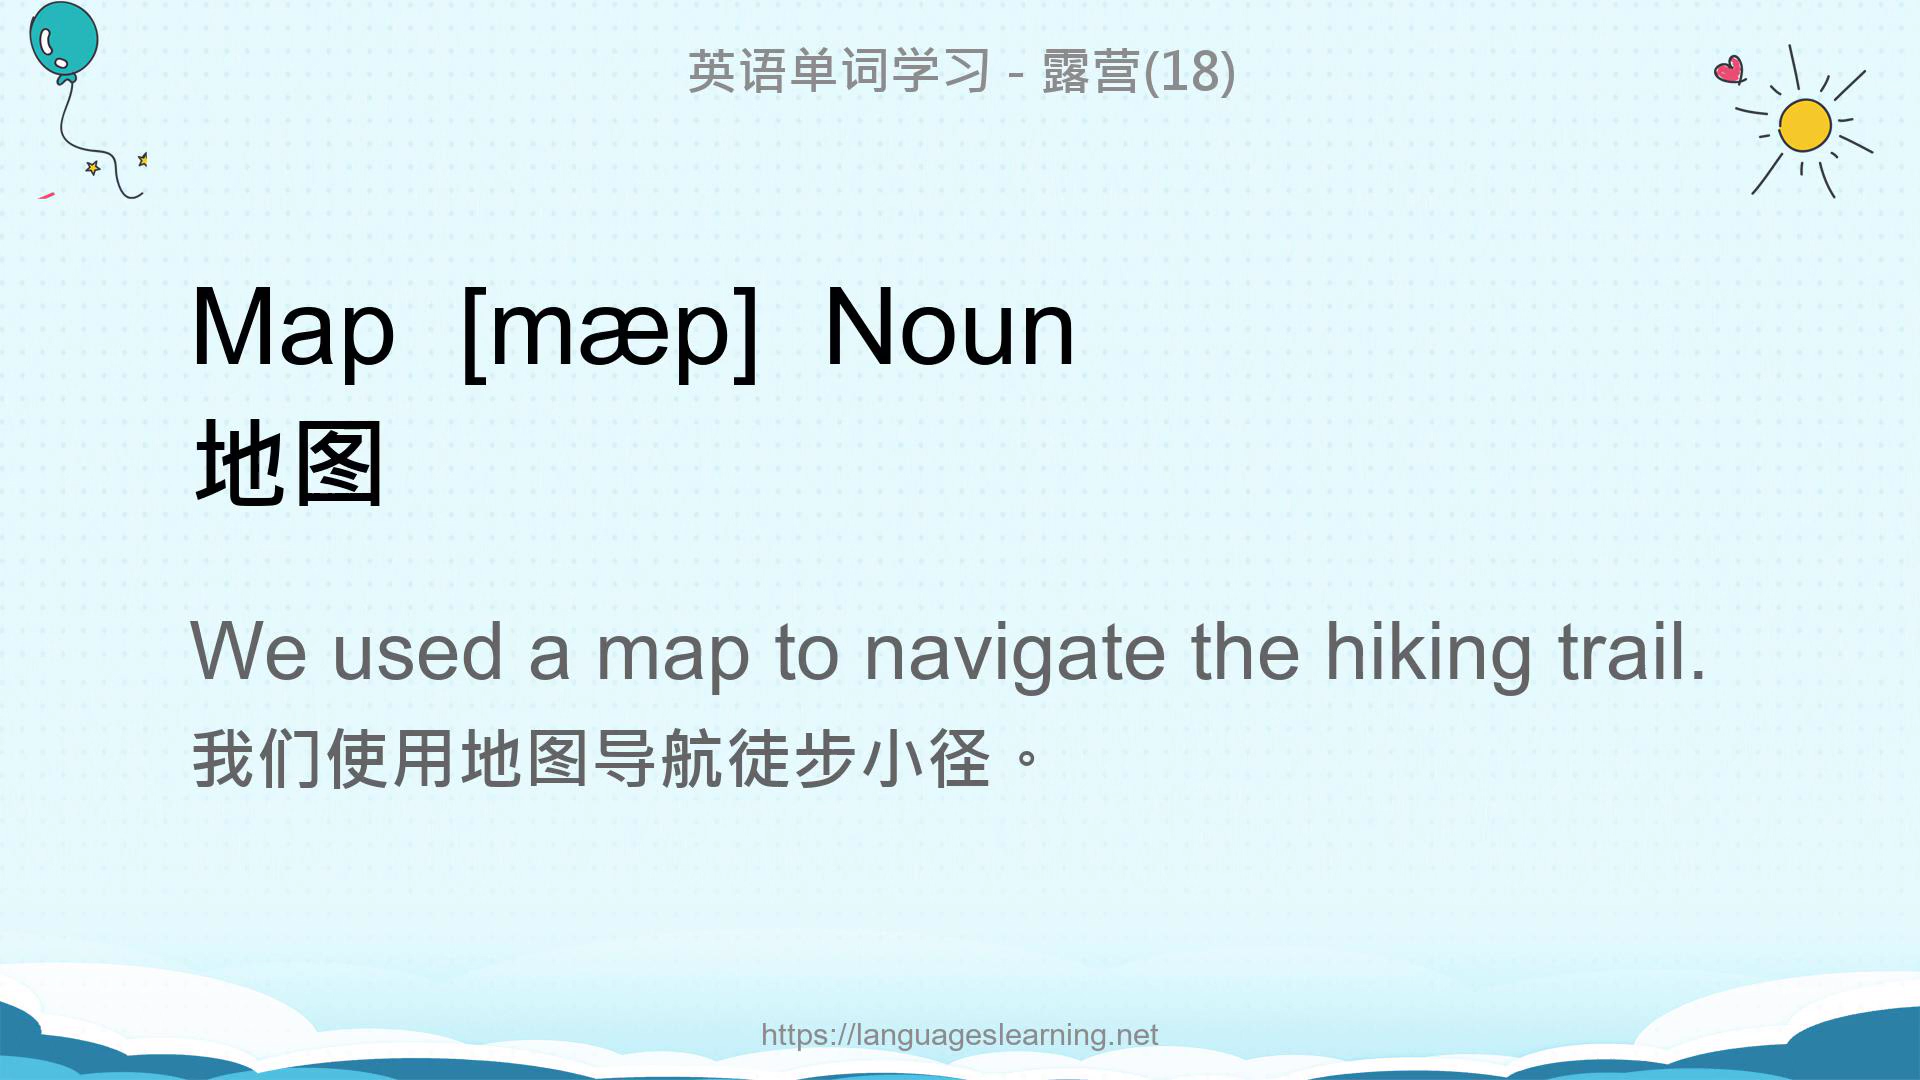 英语单词学习 - 露营(18)
Map [mæp] Noun
地图
We used a map to navigate the hiking trail.
我们使用地图导航徒步小径。
https://languageslearning.net